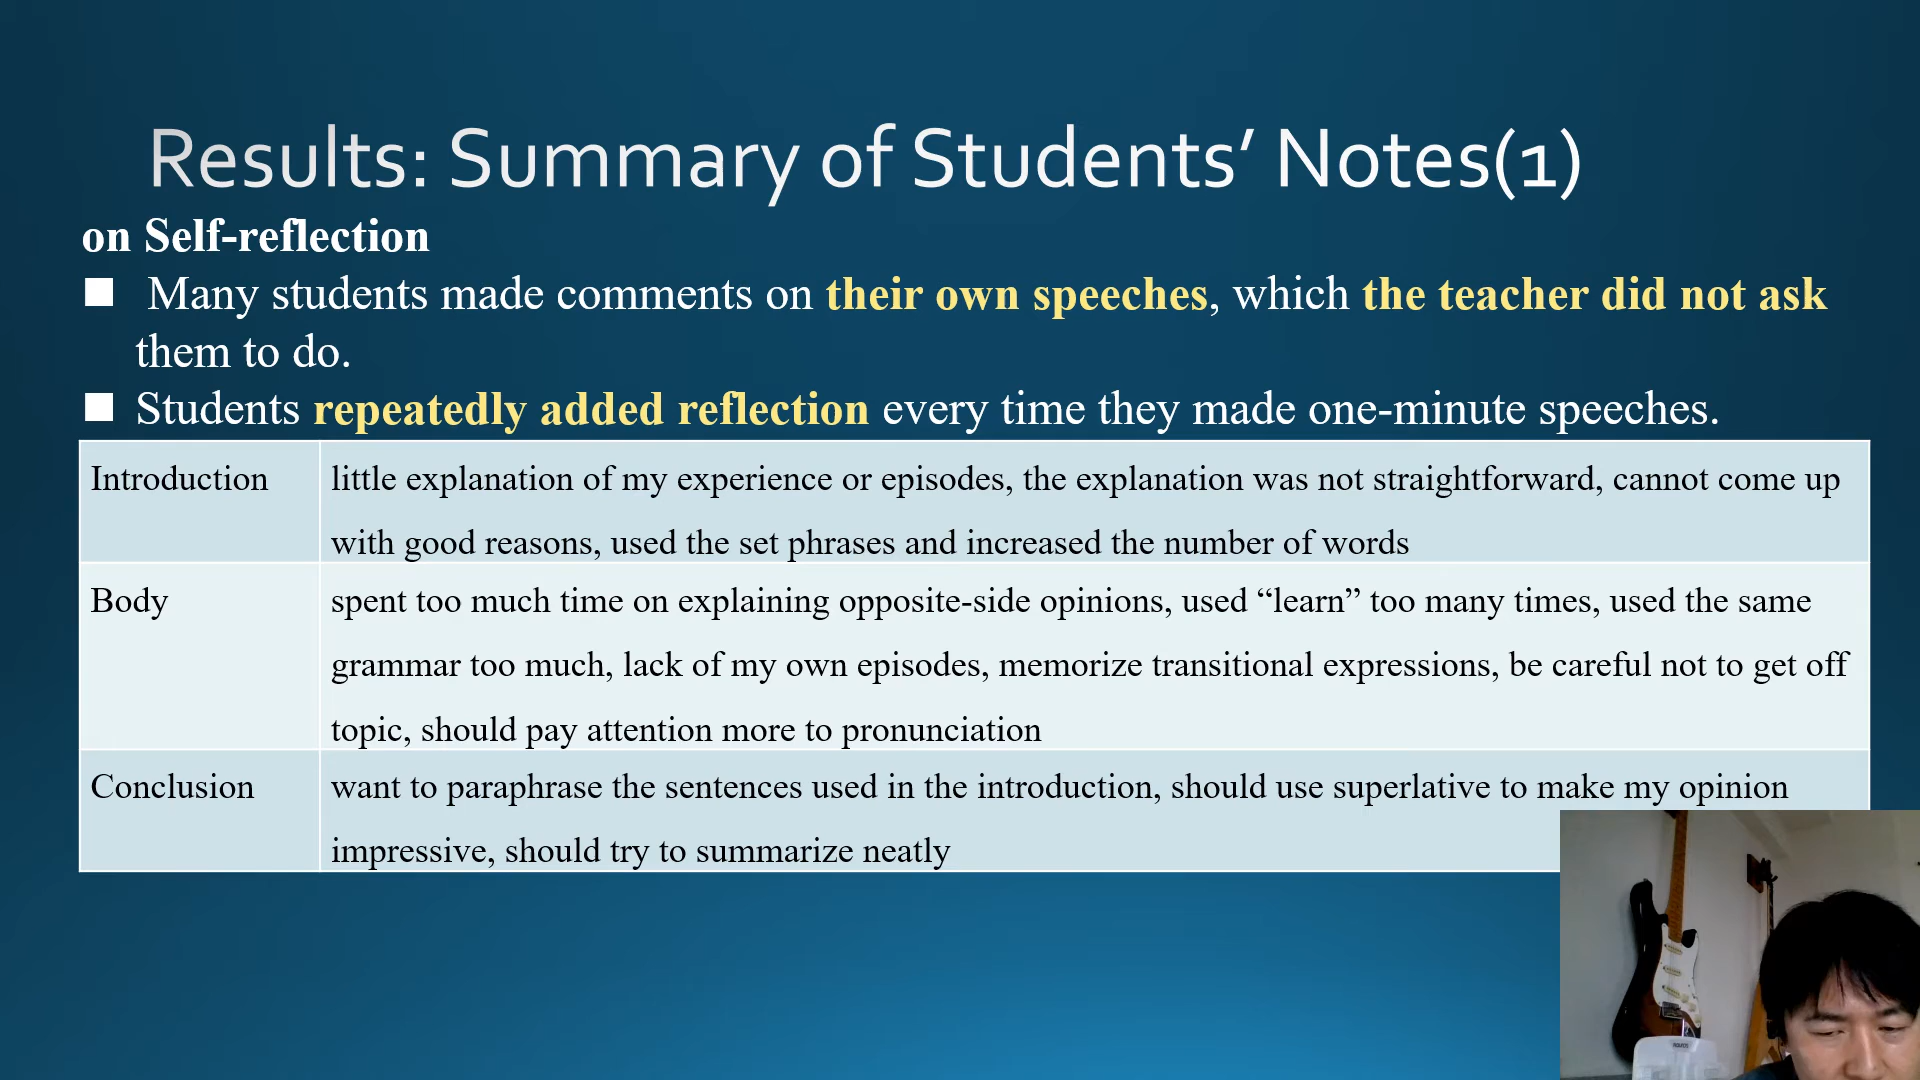 Results: Summary of Students’ Notes(1)
on Self-reflection
Many students made comments on their own speeches, which the teacher did not ask
them to do.
Students repeatedly added reflection every time they made one-minute speeches.
Introduction
little explanation of my experience or episodes, the explanation was not straightforward, cannot come up
with good reasons, used the set phrases and increased the number of words
Body
spent too much time on explaining opposite-side opinions, used “learn” too many times, used the same
grammar too much, lack of my own episodes, memorize transitional expressions, be careful not to get off
topic, should pay attention more to pronunciation
Conclusion
want to paraphrase the sentences used in the introduction, should use superlative to make my opinion
impressive, should try to summarize neatly